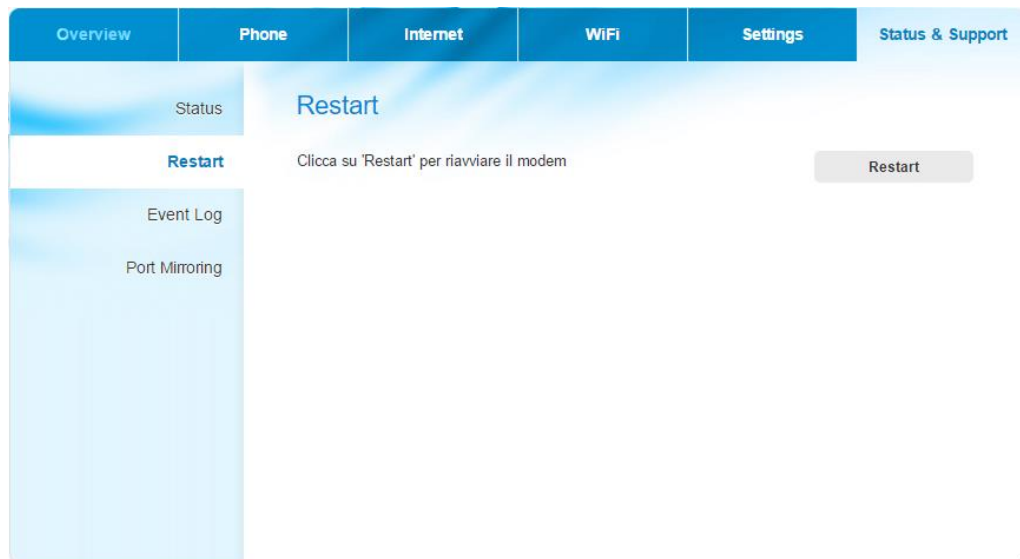 Overview Phone Internet WiFi Settings Status & Support
Status
Restart
Event Log
Port Mirroring
Restart
Clicca su 'Restart' per riavviare il modem
Restart